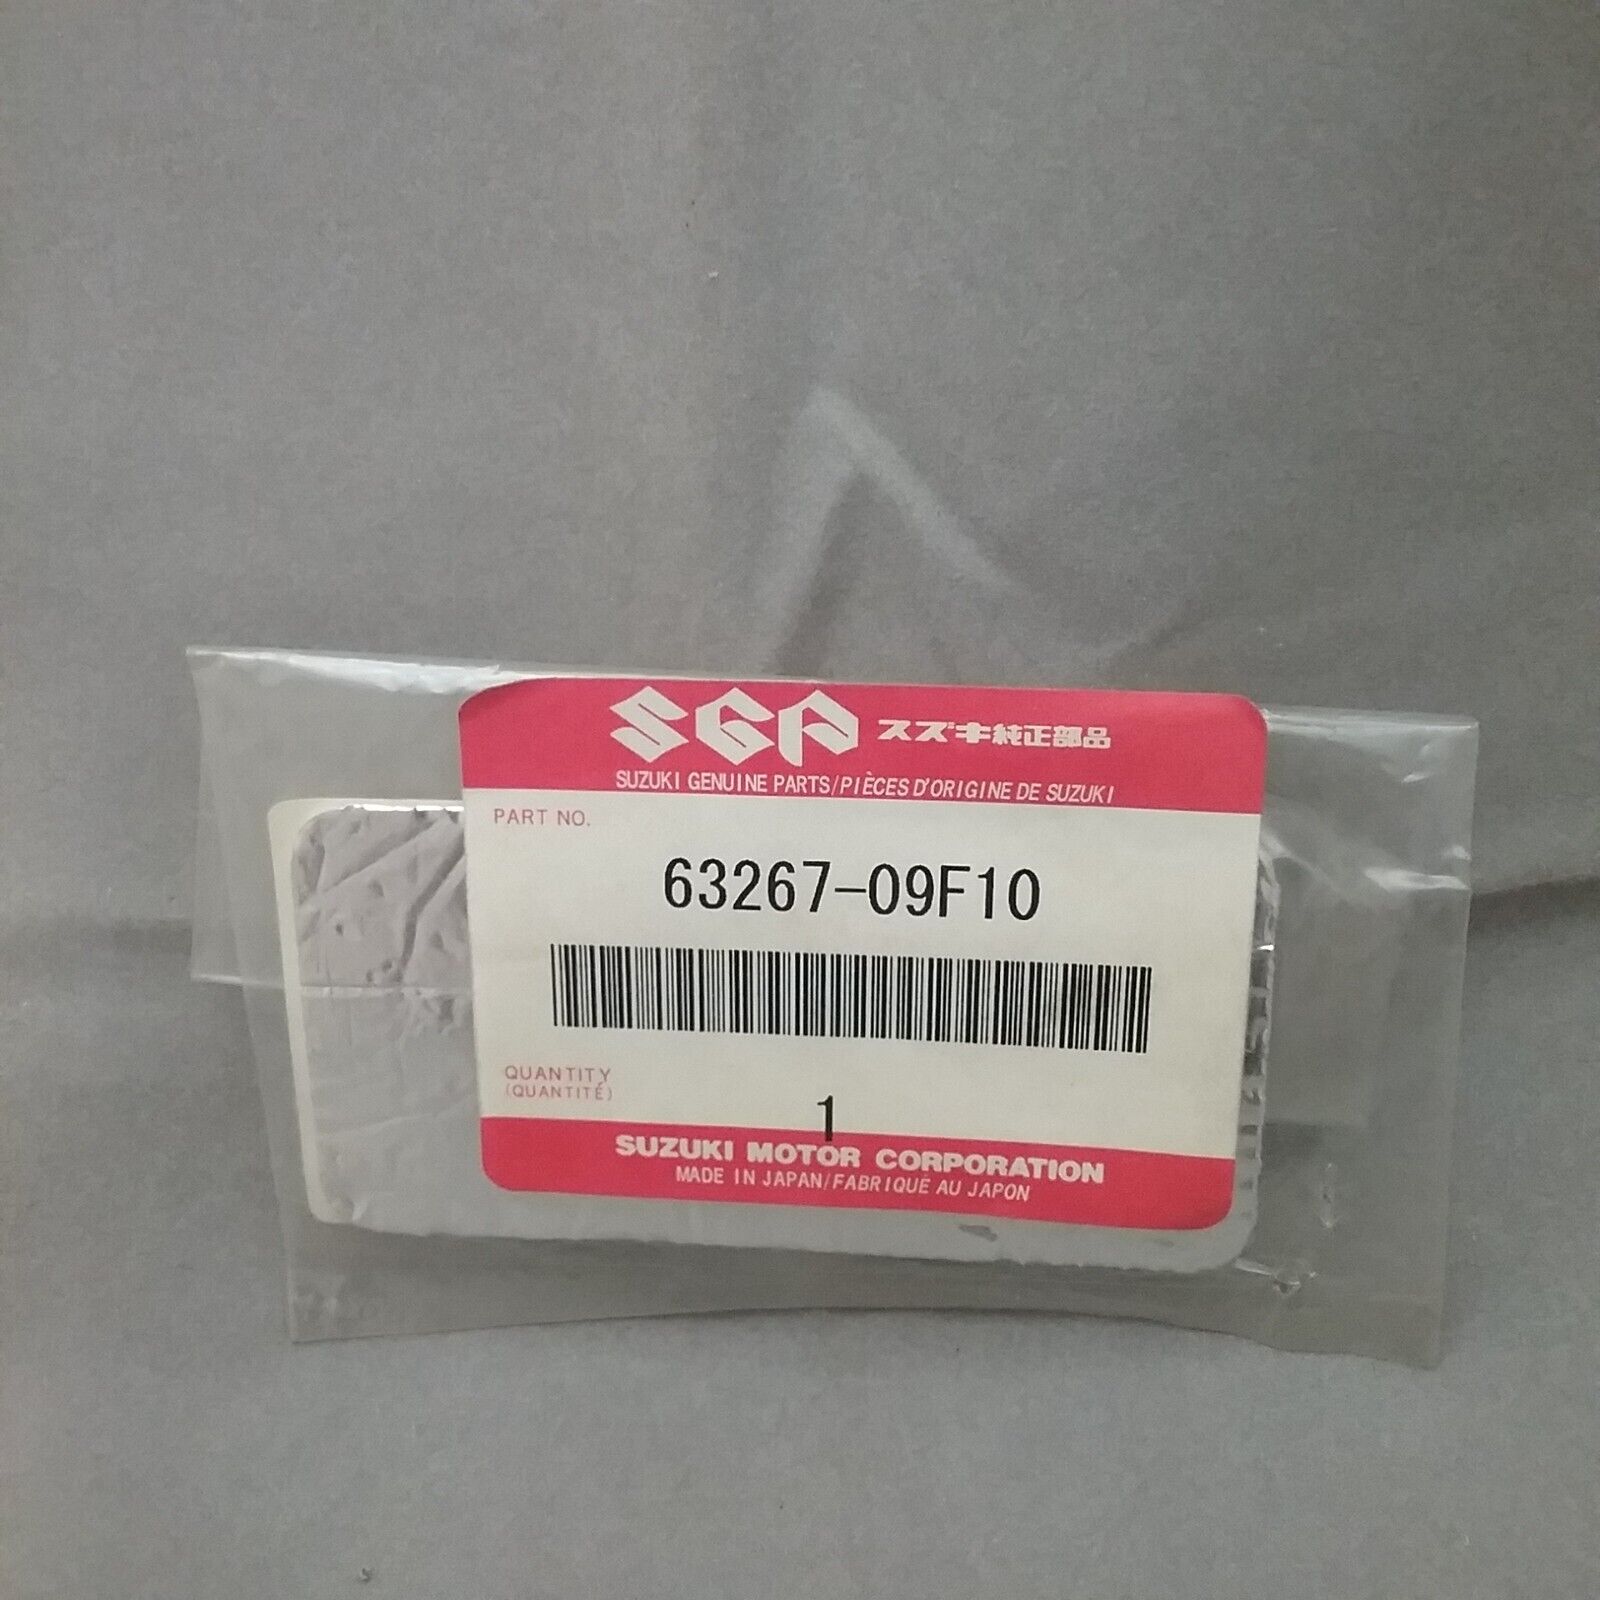 SGP スズキ純正部品
SUZUKI GENUINE PARTS/PIÈCES D'ORIGINE DE SUZUKI
PART NO.
63267-09F10
QUANTITY
(QUANTITÉ)
1
SUZUKI MOTOR CORPORATION
MADE IN JAPAN/FABRIQUE AU JAPON